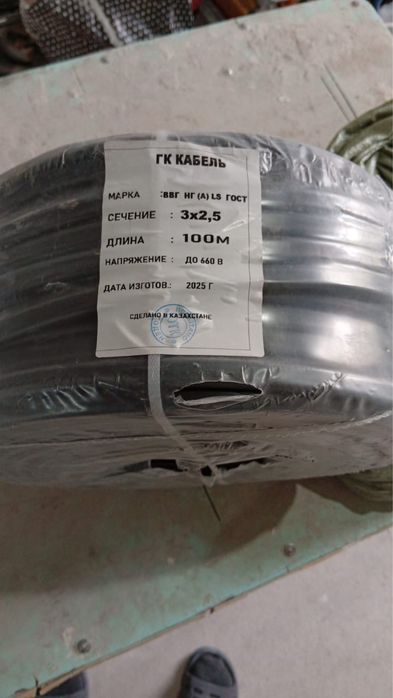 ГК КАБЕЛЬ
МАРКА :ВВГ НГ (А) LS ГОСТ
СЕЧЕНИЕ : 3х2,5
ДЛИНА : 100М
НАПРЯЖЕНИЕ : ДО 660 В
ДАТА ИЗГОТОВ.: 2025 Г
СДЕЛАНО В КАЗАХСТАНЕ